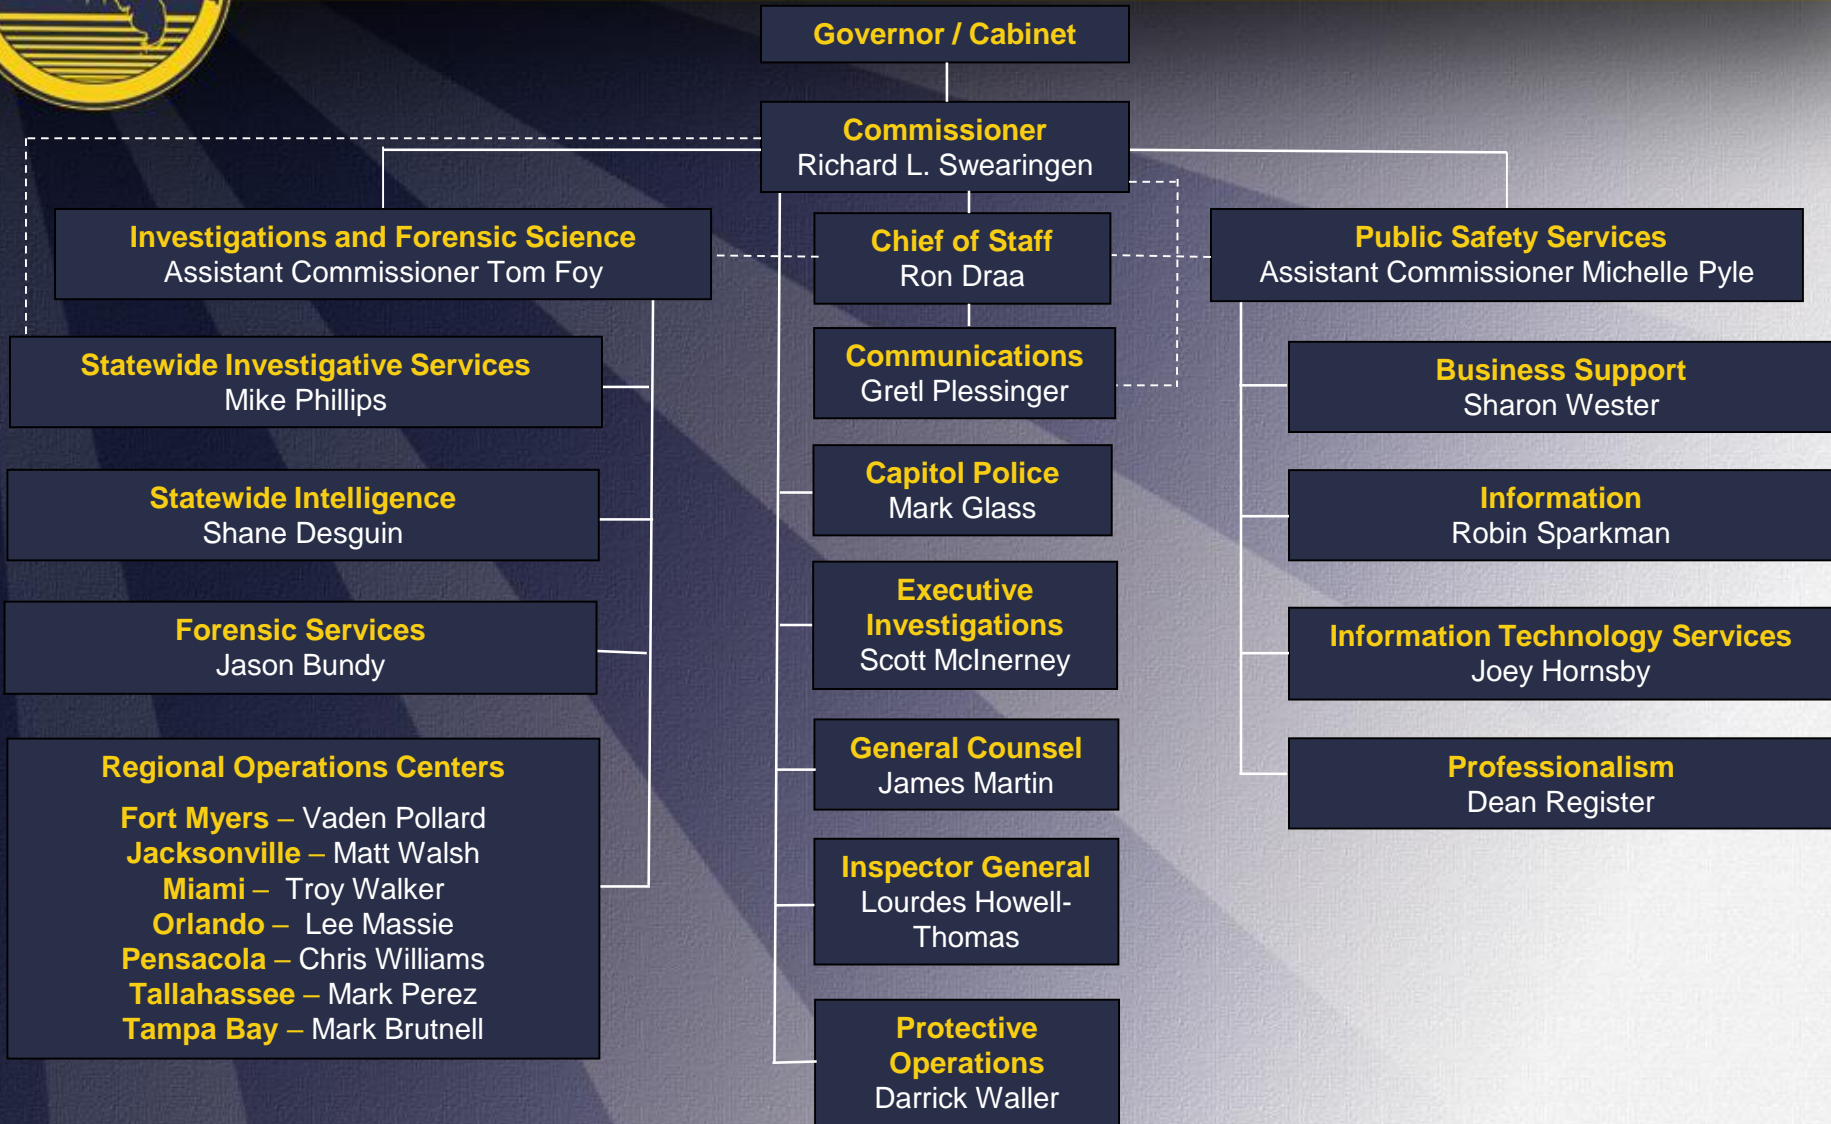 Governor / Cabinet
Commissioner
Richard L. Swearingen
Investigations and Forensic Science
Assistant Commissioner Tom Foy
Chief of Staff
Ron Draa
Public Safety Services
Assistant Commissioner Michelle Pyle
Statewide Investigative Services
Mike Phillips
Statewide Intelligence
Shane Desguin
Forensic Services
Jason Bundy
Regional Operations Centers
Fort Myers – Vaden Pollard
Jacksonville – Matt Walsh
Miami – Troy Walker
Orlando – Lee Massie
Pensacola – Chris Williams
Tallahassee – Mark Perez
Tampa Bay – Mark Brutnell
Communications
Gretl Plessinger
Capitol Police
Mark Glass
Executive
Investigations
Scott McInerney
General Counsel
James Martin
Inspector General
Lourdes Howell-
Thomas
Protective
Operations
Darrick Waller
Business Support
Sharon Wester
Information
Robin Sparkman
Information Technology Services
Joey Hornsby
Professionalism
Dean Register